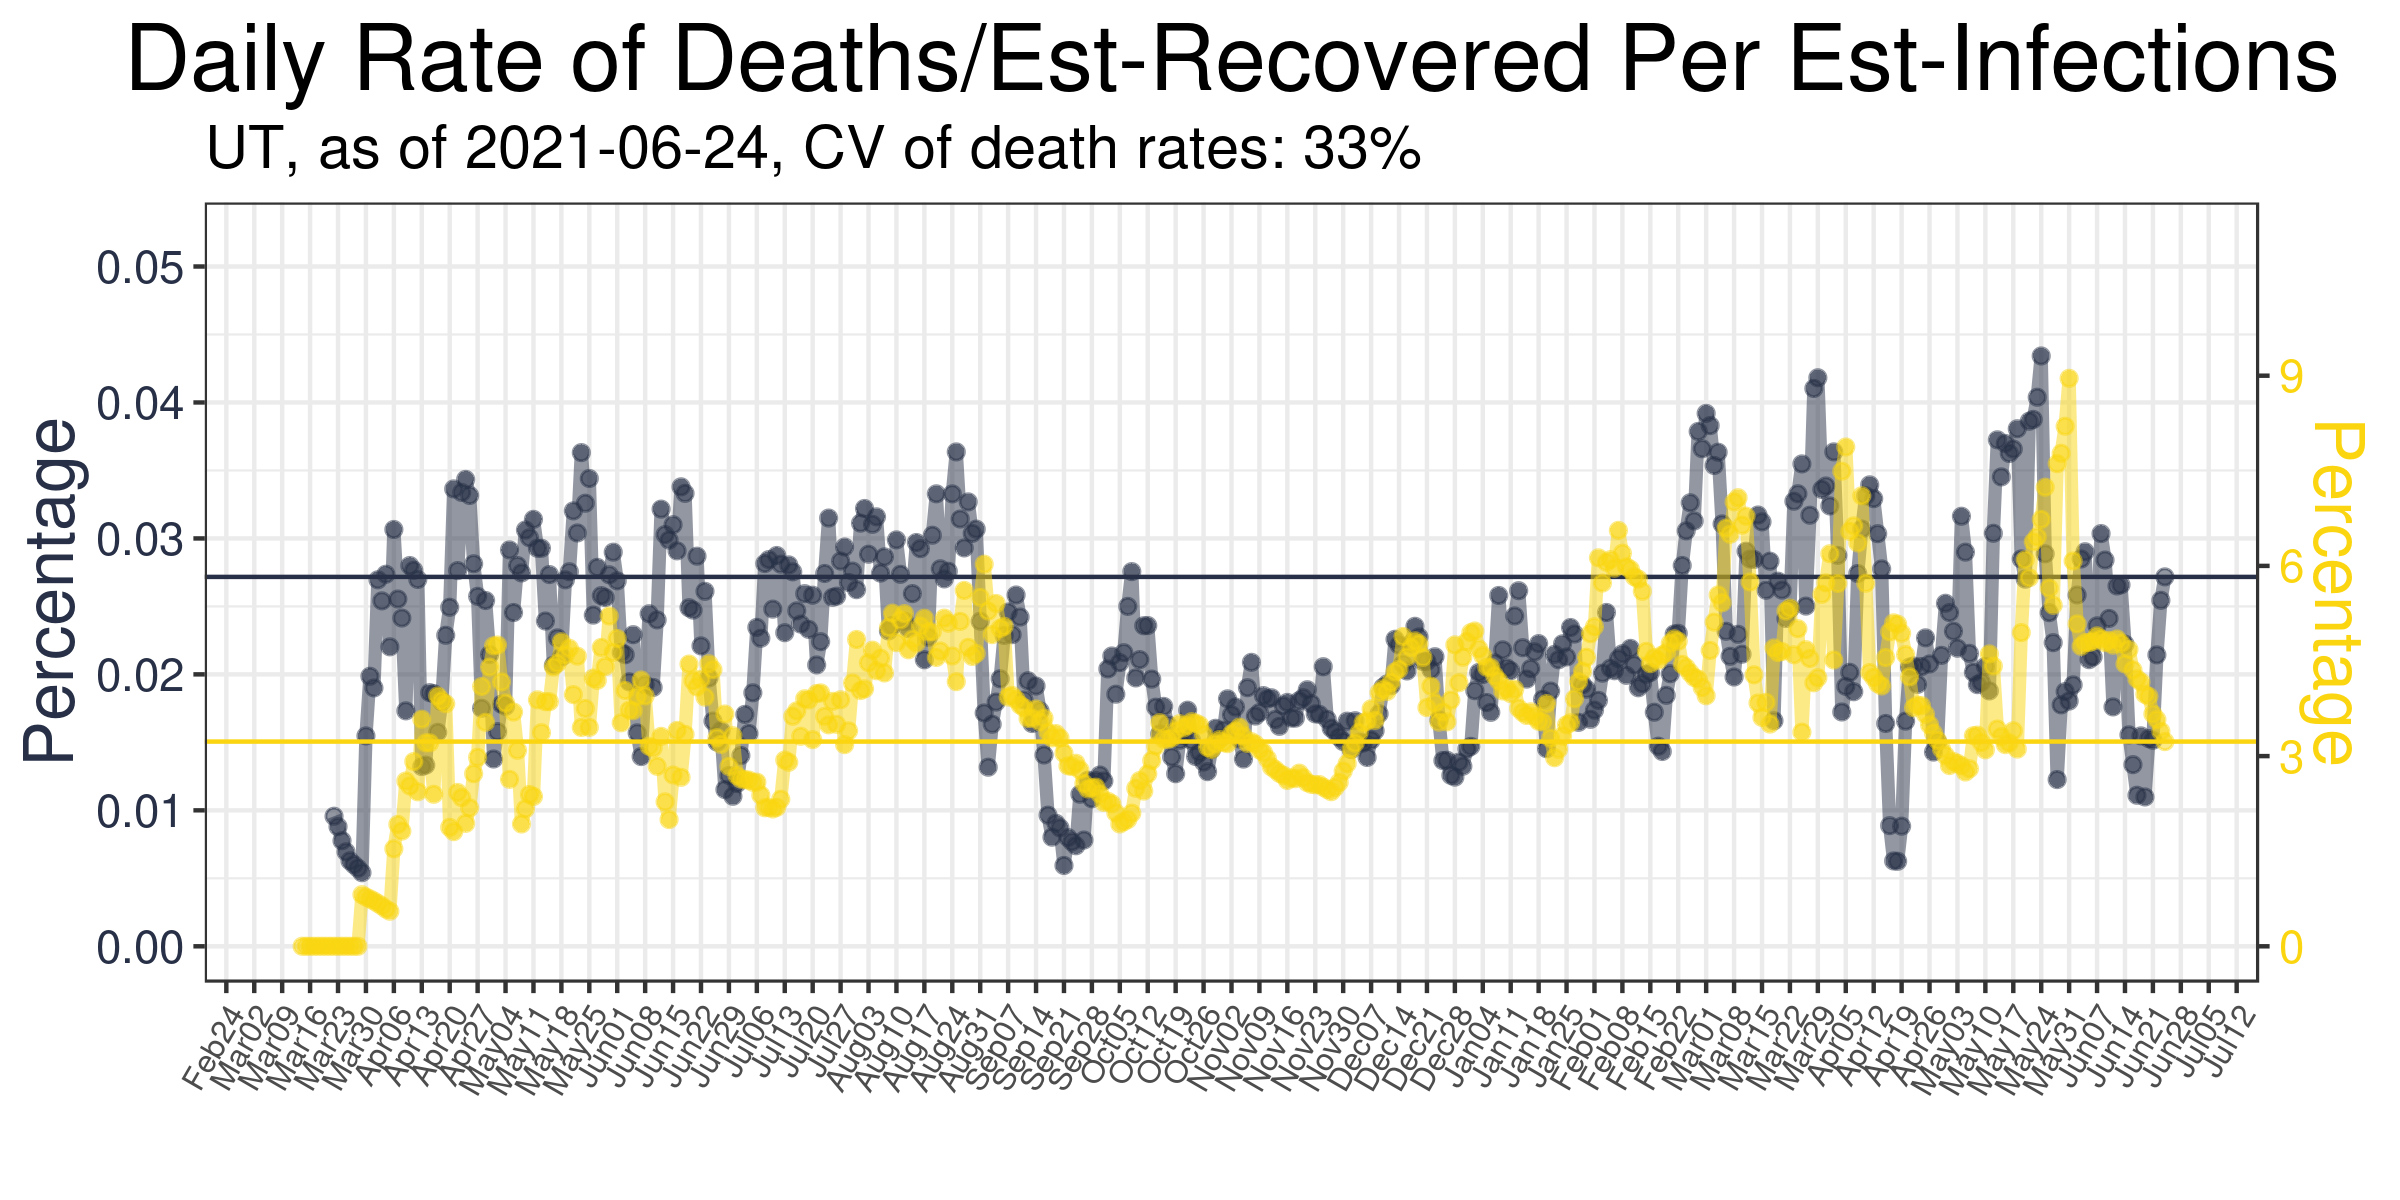 Daily Rate of Deaths/Est-Recovered Per Est-Infections
UT, as of 2021-06-24, CV of death rates: 33%
Percentage
0.05
0.04
0.03
0.02
0.01
0.00
9
6
3
0
Percentage
Feb24
Mar02
Mar09
Mar16
Mar23
Mar30
Apr06
Apr13
Apr20
Apr27
May04
May11
May18
May25
Jun01
Jun08
Jun15
Jun22
Jun29
Jul06
Jul13
Jul20
Jul27
Aug03
Aug10
Aug17
Aug24
Aug31
Sep07
Sep14
Sep21
Sep28
Oct05
Oct12
Oct19
Oct26
Nov02
Nov09
Nov16
Nov23
Nov30
Dec07
Dec14
Dec21
Dec28
Jan04
Jan11
Jan18
Jan25
Feb01
Feb08
Feb15
Feb22
Mar01
Mar08
Mar15
Mar22
Mar29
Apr05
Apr12
Apr19
Apr26
May03
May10
May17
May24
May31
Jun07
Jun14
Jun21
Jun28
Jul05
Jul12